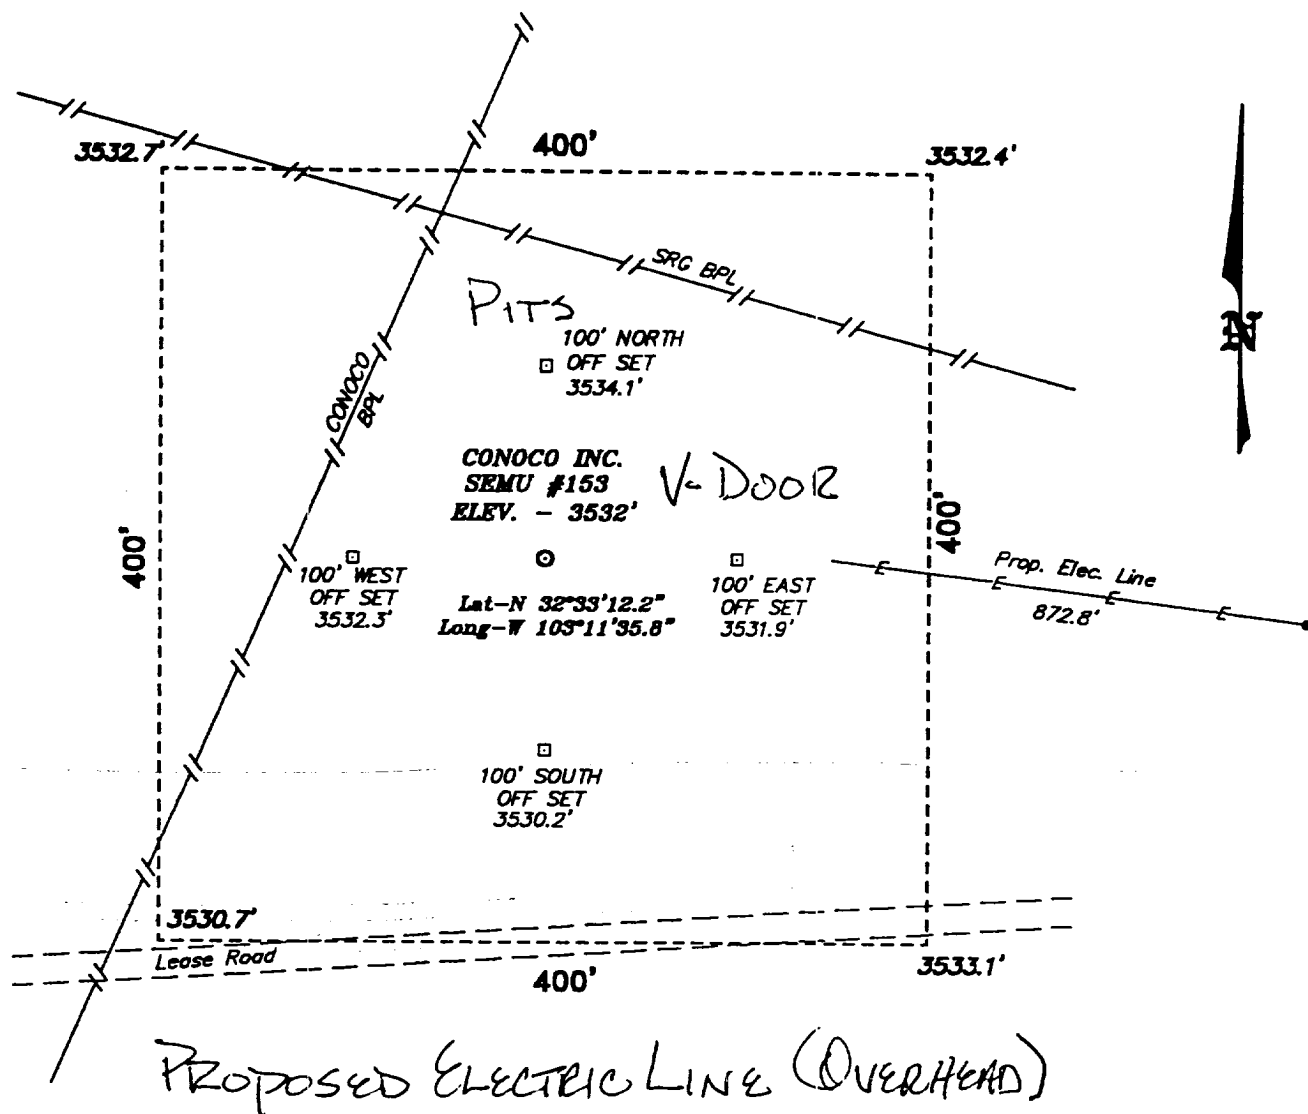 400'
3532.7'
3532.4'
SRG BPL
PITS
100' NORTH
OFF SET
3534.1'
N
CONOCO
BPL
CONOCO INC.
SEMU #153
ELEV. - 3532'
V-DOOR
400'
400'
100' WEST
OFF SET
3532.3'
Lat-N 32°33'12.2"
Long-W 103°11'35.8"
100' EAST
OFF SET
3531.9'
Prop. Elec. Line
872.8'
E E E E
100' SOUTH
OFF SET
3530.2'
3530.7'
Lease Road
400'
3533.1'
PROPOSED ELECTRIC LINE (OVERHEAD)